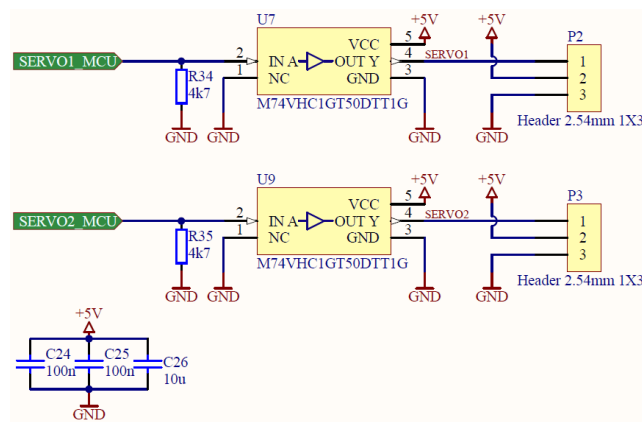 U7
+5V
+5V
P2
VCC
5
SERVO1_MCU
2
IN A
OUT Y
4
SERVO1
1
1
NC
GND
3
2
R34
4k7
3
M74VHC1GT50DTT1G
Header 2.54mm 1X3
GND
GND
GND
GND
U9
+5V
+5V
P3
VCC
5
SERVO2_MCU
2
IN A
OUT Y
4
SERVO2
1
1
NC
GND
3
2
R35
4k7
3
M74VHC1GT50DTT1G
Header 2.54mm 1X3
GND
GND
GND
GND
+5V
C24
100n
C25
100n
C26
10u
GND